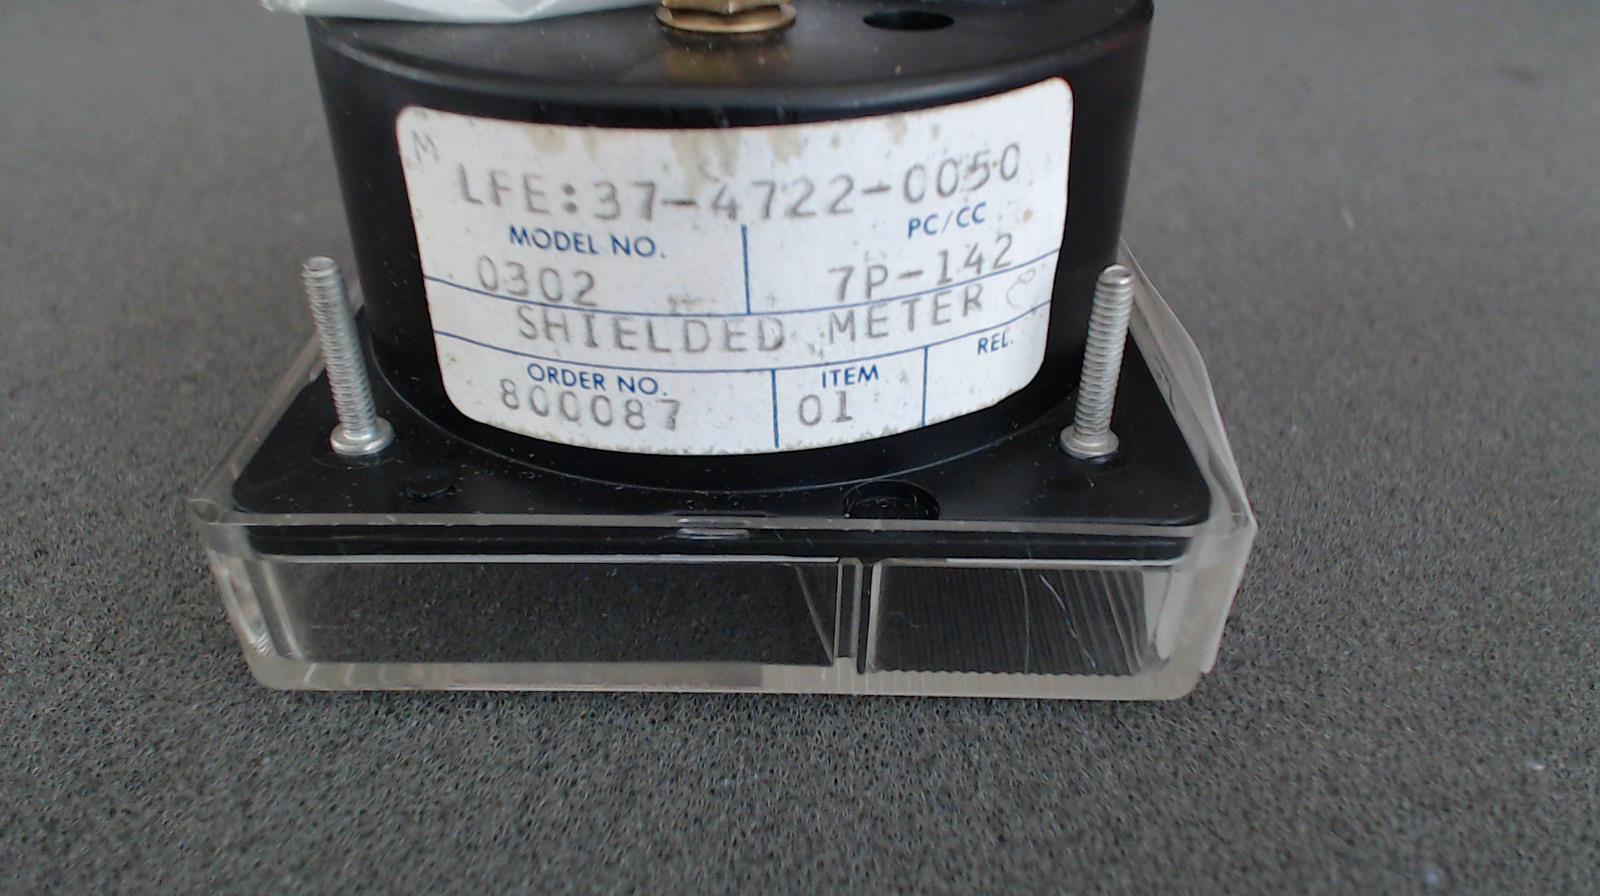 M
LFE:37-4722-0050
MODEL NO. PC/CC
0302 7P-142
SHIELDED METER
ORDER NO. ITEM REL.
800087 01